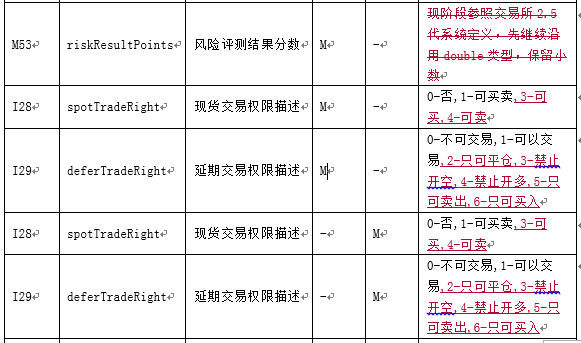 现阶段参照交易所 2.5
代系统定义，先继续沿
用 double 类型，保留小
数
M53 riskResultPoints 风险评测结果分数 M -
0-否,1-可买卖,3-可
买,4-可卖
I28 spotTradeRight 现货交易权限描述 M -
0-不可交易,1-可以交
易,2-只可平仓,3-禁止
开空,4-禁止开多,5-只
可卖出,6-只可买入
I29 deferTradeRight 延期交易权限描述 M -
0-否,1-可买卖,3-可
买,4-可卖
I28 spotTradeRight 现货交易权限描述 - M
0-不可交易,1-可以交
易,2-只可平仓,3-禁止
开空,4-禁止开多,5-只
可卖出,6-只可买入
I29 deferTradeRight 延期交易权限描述 - M